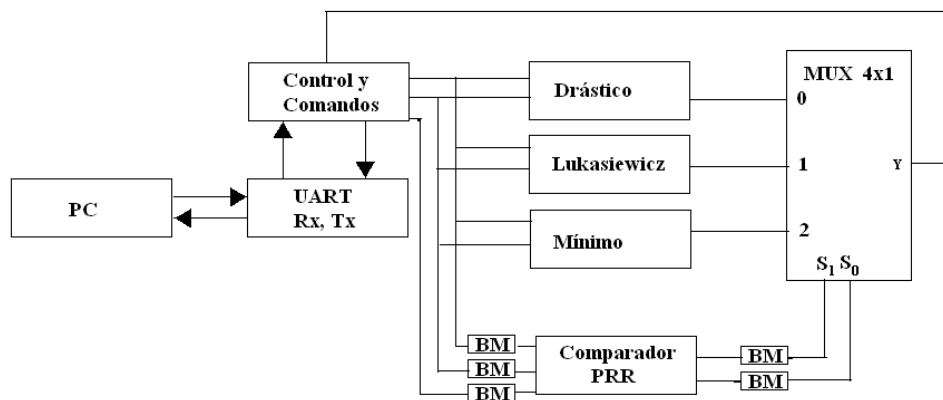 Control y
Comandos
Drástico
MUX 4x1
0
Lukasiewicz
1
Y
PC
UART
Rx, Tx
Mínimo
2
S1 S0
BM
Comparador
PRR
BM
BM
BM
BM